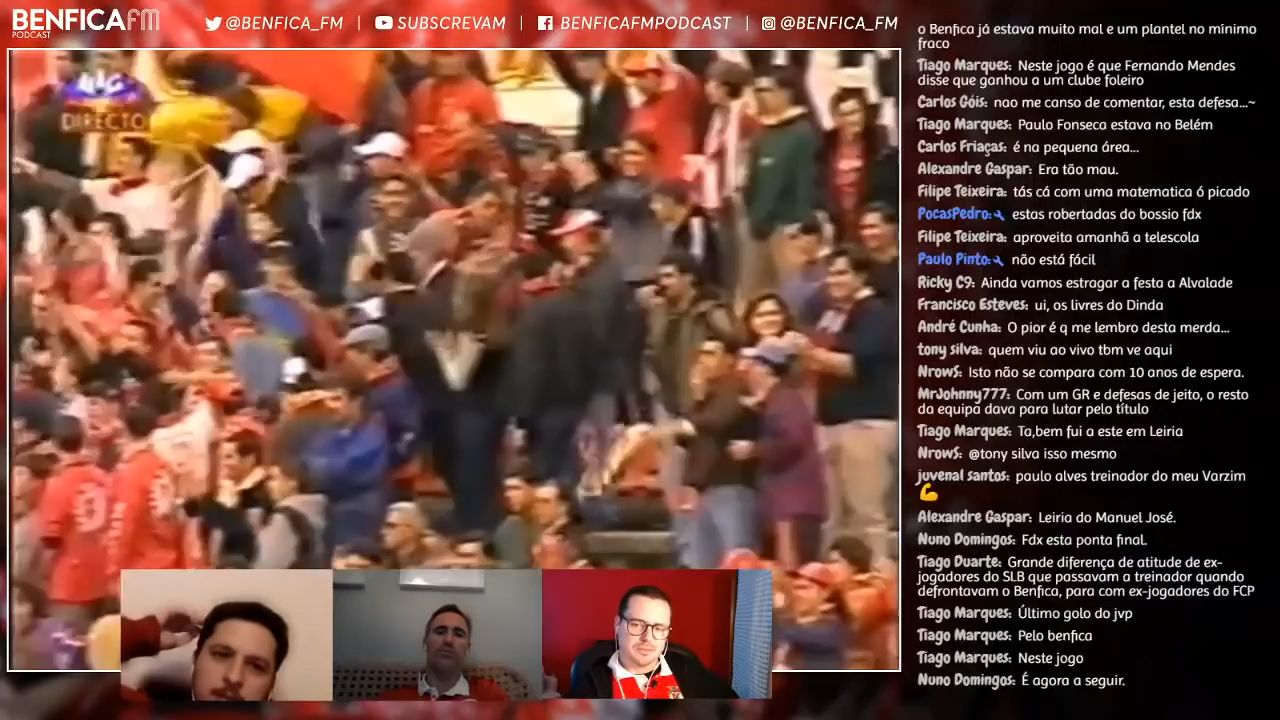 BENFICAFM
PODCAST
@BENFICA_FM | SUBSCREVAM | BENFICAFMPODCAST | @BENFICA_FM
DIRECTO
o Benfica já estava muito mal e um plantel no mínimo
fraco
Tiago Marques: Neste jogo é que Fernando Mendes
disse que ganhou a um clube foleiro
Carlos Góis: nao me canso de comentar, esta defesa...~
Tiago Marques: Paulo Fonseca estava no Belém
Carlos Friaças: é na pequena área...
Alexandre Gaspar: Era tão mau.
Filipe Teixeira: tás cá com uma matematica ó picado
PocasPedro: estas robertadas do bossio fdx
Filipe Teixeira: aproveita amanhã a telescola
Paulo Pinto: não está fácil
Ricky C9: Ainda vamos estragar a festa a Alvalade
Francisco Esteves: ui, os livres do Dinda
André Cunha: O pior é q me lembro desta merda...
tony silva: quem viu ao vivo tbm ve aqui
NrowS: Isto não se compara com 10 anos de espera.
MrJohnny777: Com um GR e defesas de jeito, o resto
da equipa dava para lutar pelo título
Tiago Marques: Ta,bem fui a este em Leiria
NrowS: @tony silva isso mesmo
juvenal santos: paulo alves treinador do meu Varzim
💪
Alexandre Gaspar: Leiria do Manuel José.
Nuno Domingos: Fdx esta ponta final.
Tiago Duarte: Grande diferença de atitude de ex-
jogadores do SLB que passavam a treinador quando
defrontavam o Benfica, para com ex-jogadores do FCP
Tiago Marques: Último golo do jvp
Tiago Marques: Pelo benfica
Tiago Marques: Neste jogo
Nuno Domingos: É agora a seguir.